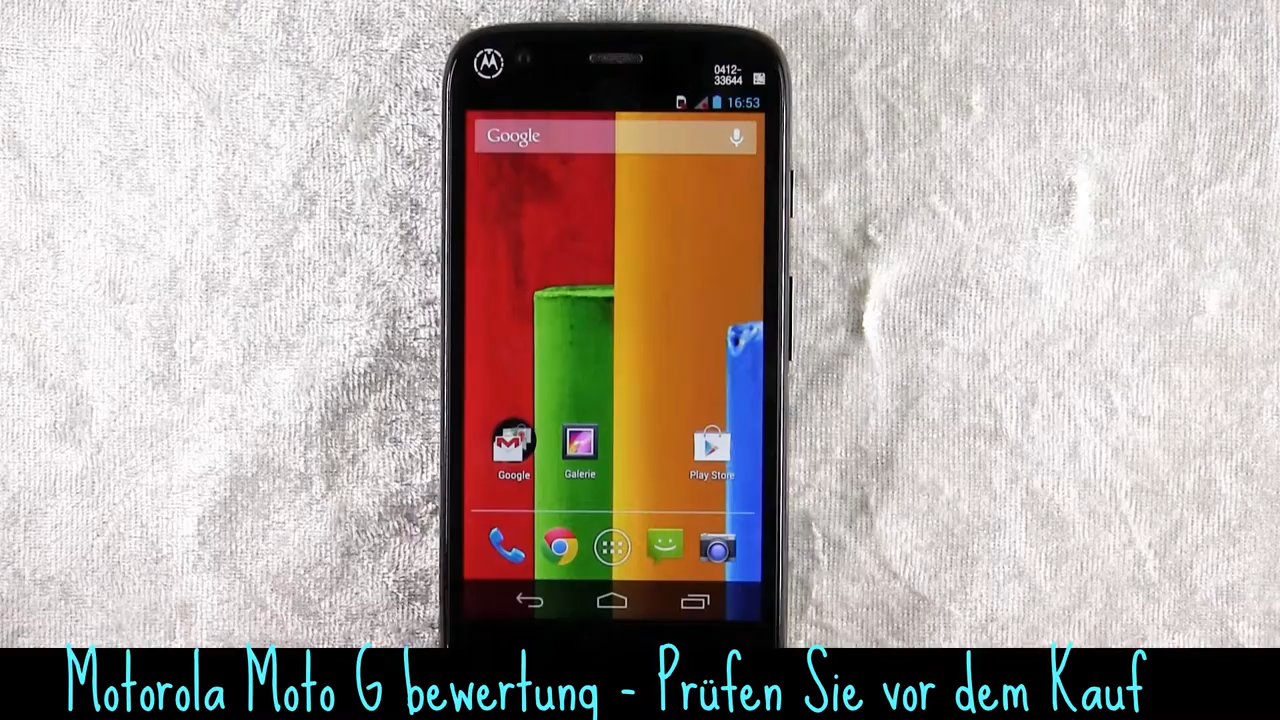 0412-
33644
16:53
Google
Google
Galerie
Play Store
Motorola Moto G bewertung - Prüfen Sie vor dem Kauf